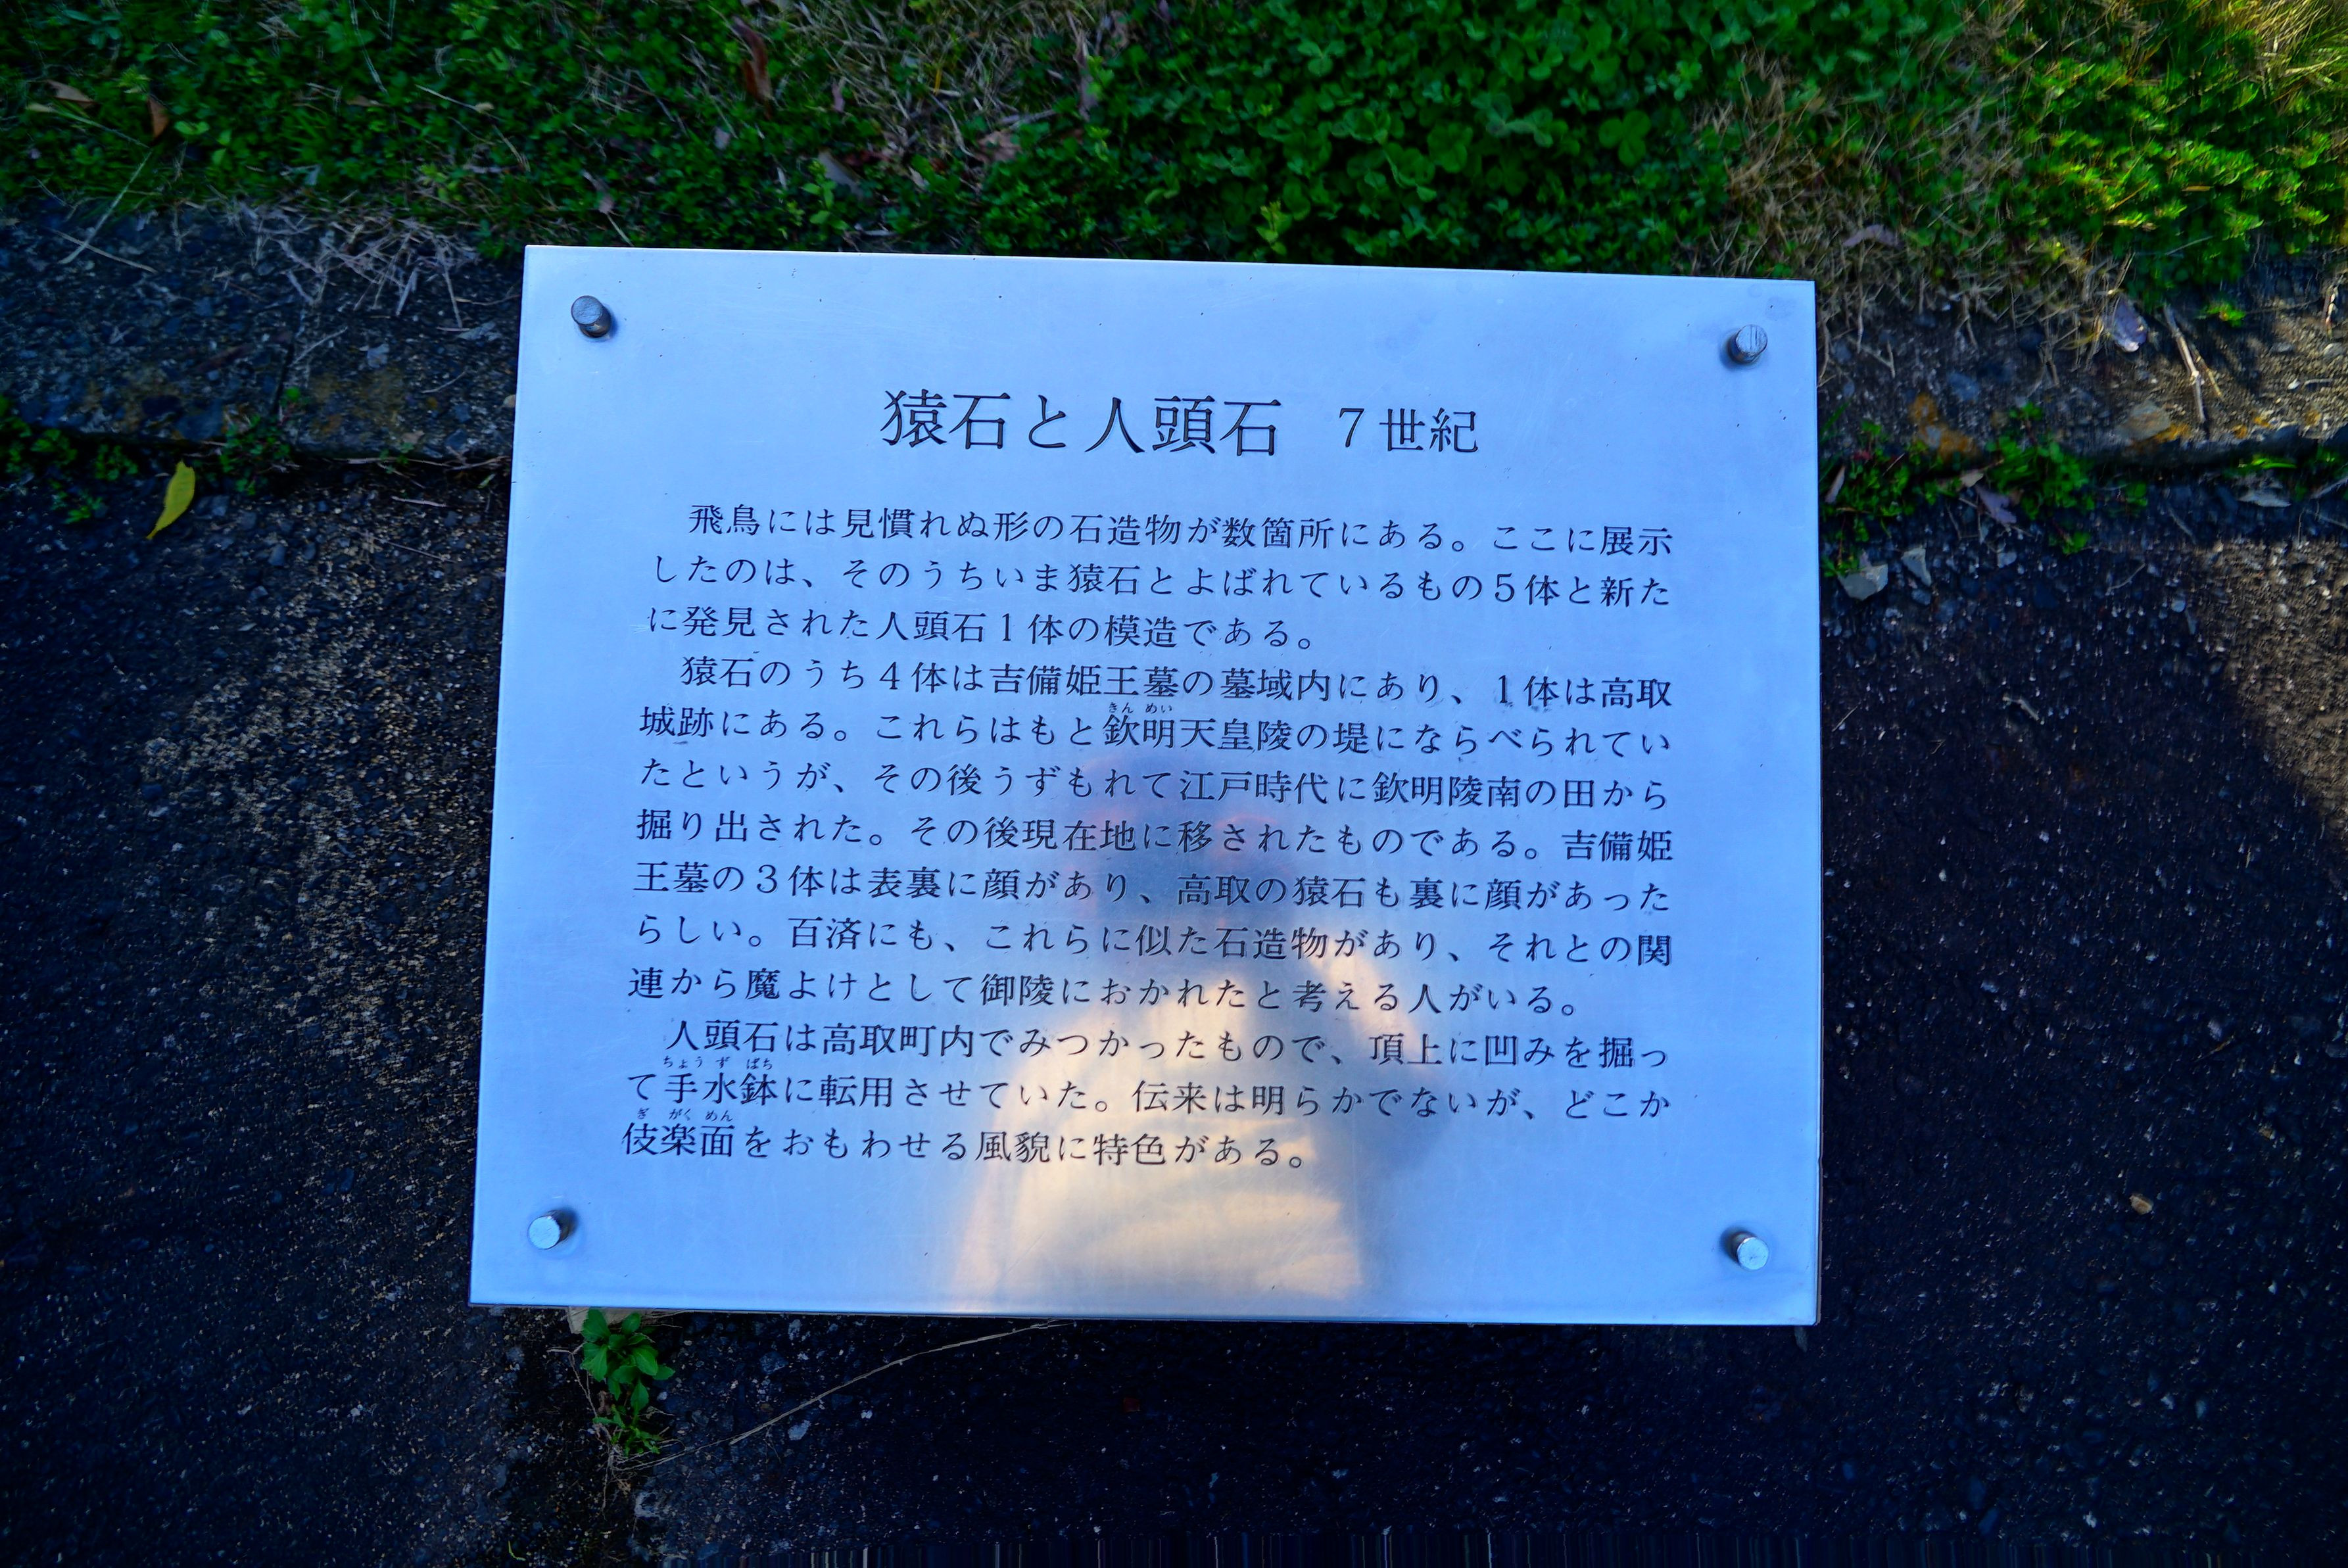 猿石と人頭石 7世紀
飛鳥には見慣れぬ形の石造物が数箇所にある。ここに展示
したのは、そのうちいま猿石とよばれているもの5体と新た
に発見された人頭石1体の模造である。
猿石のうち4体は吉備姫王墓の墓域内にあり、1体は高取
きん めい
城跡にある。これらはもと欽明天皇陵の堤にならべられてい
たというが、その後うずもれて江戸時代に欽明陵南の田から
掘り出された。その後現在地に移されたものである。吉備姫
王墓の3体は表裏に顔があり、高取の猿石も裏に顔があった
らしい。百済にも、これらに似た石造物があり、それとの関
連から魔よけとして御陵におかれたと考える人がいる。
人頭石は高取町内でみつかったもので、頂上に凹みを掘っ
ちょう ず ばち
て手水鉢に転用させていた。伝来は明らかでないが、どこか
ぎ がく めん
伎楽面をおもわせる風貌に特色がある。